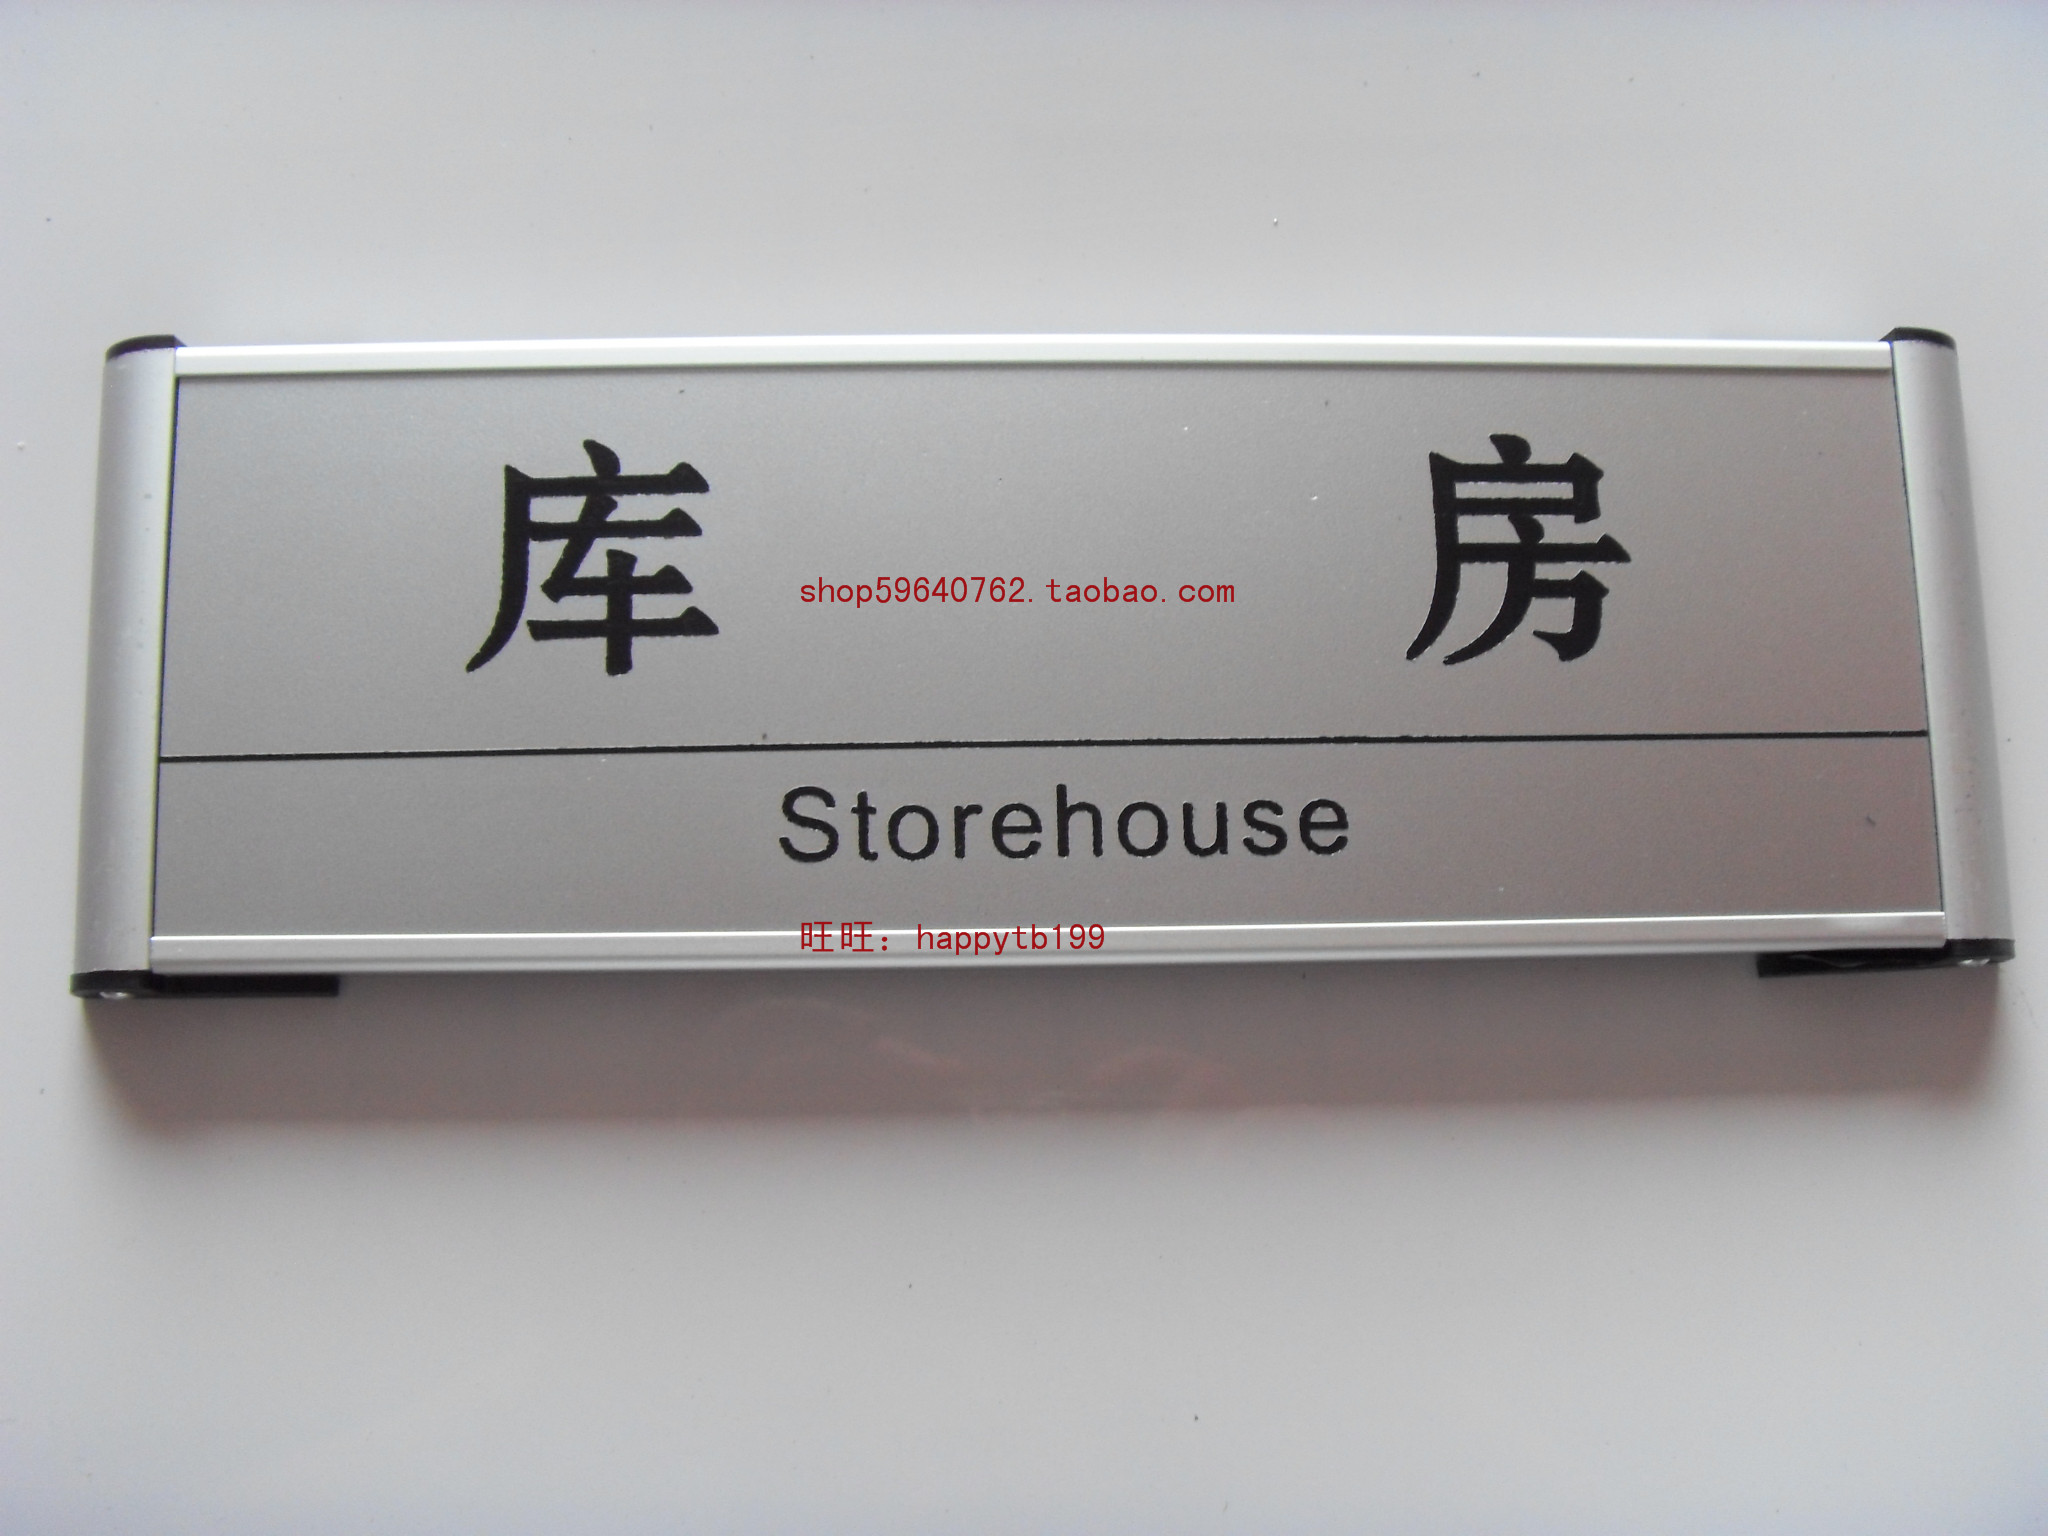 库 房
shop59640762.taobao.com
Storehouse
旺旺：happytb199